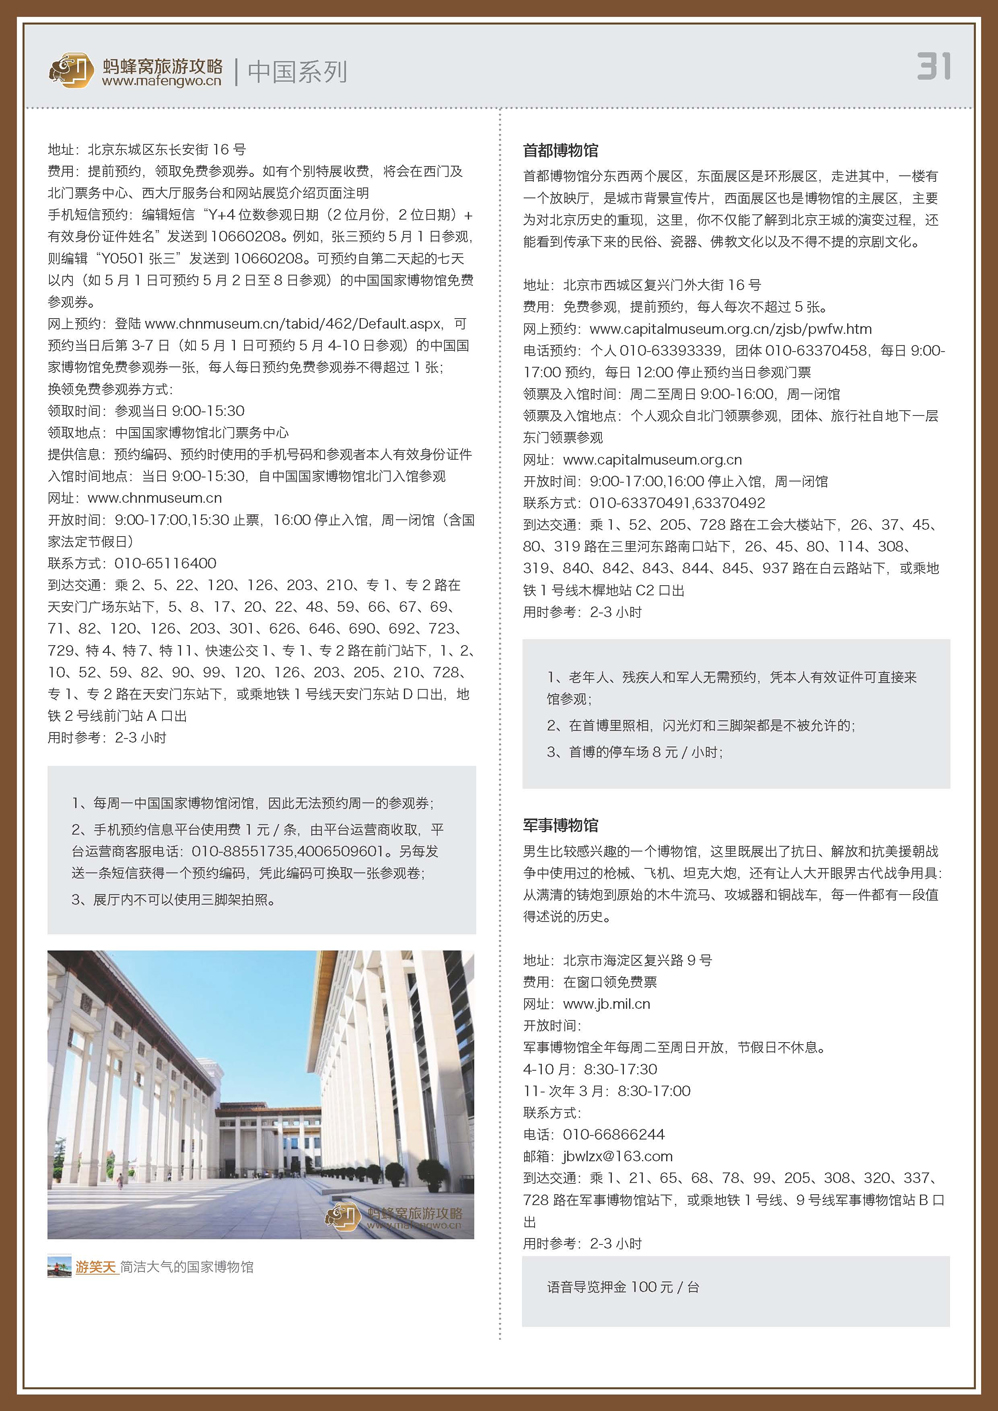 蚂蜂窝旅游攻略
www.mafengwo.cn
中国系列
31
地址：北京东城区东长安街 16 号
费用：提前预约，领取免费参观券。如有个别特展收费，将会在西门及
北门票务中心、西大厅服务台和网站展览介绍页面注明
手机短信预约：编辑短信“Y+4 位数参观日期（2 位月份，2 位日期）+
有效身份证件姓名”发送到 10660208。例如，张三预约 5 月 1 日参观，
则编辑“Y0501 张三”发送到 10660208。可预约自第二天起的七天
以内（如 5 月 1 日可预约 5 月 2 日至 8 日参观）的中国国家博物馆免费
参观券。
网上预约：登陆 www.chnmuseum.cn/tabid/462/Default.aspx，可
预约当日后第 3-7 日（如 5 月 1 日可预约 5 月 4-10 日参观）的中国国
家博物馆免费参观券一张，每人每日预约免费参观券不得超过 1 张；
换领免费参观券方式：
领取时间：参观当日 9:00-15:30
领取地点：中国国家博物馆北门票务中心
提供信息：预约编码、预约时使用的手机号码和参观者本人有效身份证件
入馆时间地点：当日 9:00-15:30，自中国国家博物馆北门入馆参观
网址：www.chnmuseum.cn
开放时间：9:00-17:00,15:30 止票，16:00 停止入馆，周一闭馆（含国
家法定节假日）
联系方式：010-65116400
到达交通：乘 2、5、22、120、126、203、210、专 1、专 2 路在
天安门广场东站下，5、8、17、20、22、48、59、66、67、69、
71、82、120、126、203、301、626、646、690、692、723、
729、特 4、特 7、特 11、快速公交 1、专 1、专 2 路在前门站下，1、2、
10、52、59、82、90、99、120、126、203、205、210、728、
专 1、专 2 路在天安门东站下，或乘地铁 1 号线天安门东站 D 口出，地
铁 2 号线前门站 A 口出
用时参考：2-3 小时
1、每周一中国国家博物馆闭馆，因此无法预约周一的参观券；
2、手机预约信息平台使用费 1 元 / 条，由平台运营商收取，平
台运营商客服电话：010-88551735,4006509601。另每发
送一条短信获得一个预约编码，凭此编码可换取一张参观卷；
3、展厅内不可以使用三脚架拍照。
蚂蜂窝旅游攻略
www.mafengwo.cn
游笑天 简洁大气的国家博物馆
首都博物馆
首都博物馆分东西两个展区，东面展区是环形展区，走进其中，一楼有
一个放映厅，是城市背景宣传片，西面展区也是博物馆的主展区，主要
为对北京历史的重现，这里，你不仅能了解到北京王城的演变过程，还
能看到传承下来的民俗、瓷器、佛教文化以及不得不提的京剧文化。
地址：北京市西城区复兴门外大街 16 号
费用：免费参观，提前预约，每人每次不超过 5 张。
网上预约：www.capitalmuseum.org.cn/zjsb/pwfw.htm
电话预约：个人 010-63393339，团体 010-63370458，每日 9:00-
17:00 预约，每日 12:00 停止预约当日参观门票
领票及入馆时间：周二至周日 9:00-16:00，周一闭馆
领票及入馆地点：个人观众自北门领票参观，团体、旅行社自地下一层
东门领票参观
网址：www.capitalmuseum.org.cn
开放时间：9:00-17:00,16:00 停止入馆，周一闭馆
联系方式：010-63370491,63370492
到达交通：乘 1、52、205、728 路在工会大楼站下，26、37、45、
80、319 路在三里河东路南口站下，26、45、80、114、308、
319、840、842、843、844、845、937 路在白云路站下，或乘地
铁 1 号线木樨地站 C2 口出
用时参考：2-3 小时
1、老年人、残疾人和军人无需预约，凭本人有效证件可直接来
馆参观；
2、在首博里照相，闪光灯和三脚架都是不被允许的；
3、首博的停车场 8 元 / 小时；
军事博物馆
男生比较感兴趣的一个博物馆，这里既展出了抗日、解放和抗美援朝战
争中使用过的枪械、飞机、坦克大炮，还有让人大开眼界古代战争用具：
从满清的铸炮到原始的木牛流马、攻城器和铜战车，每一件都有一段值
得述说的历史。
地址：北京市海淀区复兴路 9 号
费用：在窗口领免费票
网址：www.jb.mil.cn
开放时间：
军事博物馆全年每周二至周日开放，节假日不休息。
4-10 月：8:30-17:30
11- 次年 3 月：8:30-17:00
联系方式：
电话：010-66866244
邮箱：jbwlzx@163.com
到达交通：乘 1、21、65、68、78、99、205、308、320、337、
728 路在军事博物馆站下，或乘地铁 1 号线、9 号线军事博物馆站 B 口
出
用时参考：2-3 小时
语音导览押金 100 元 / 台